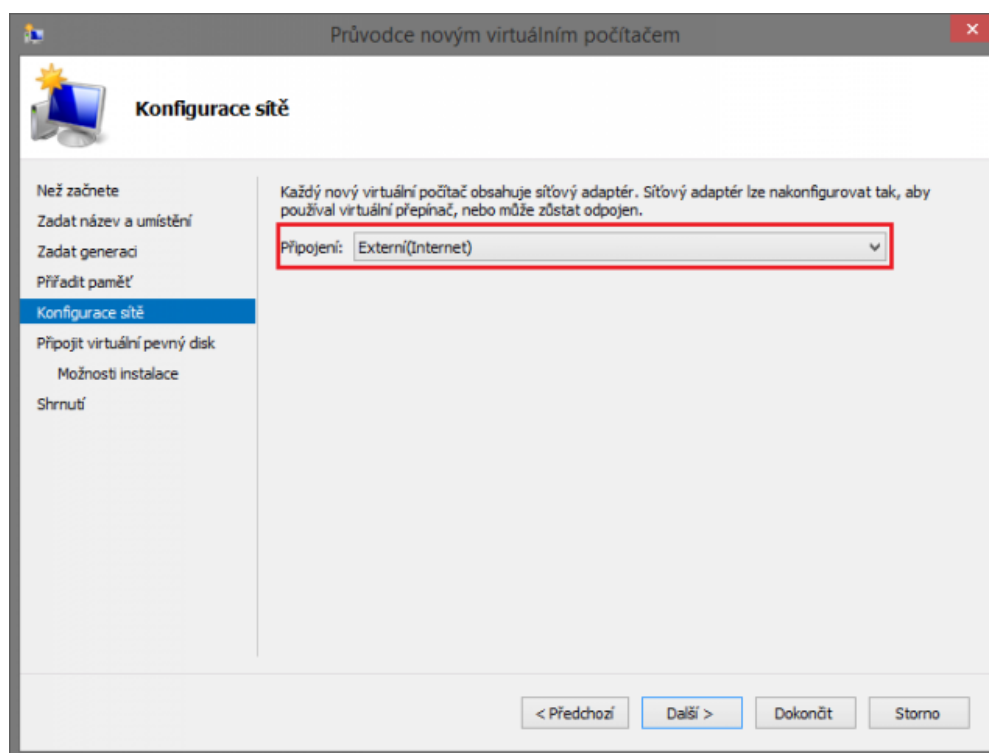 Průvodce novým virtuálním počítačem
Konfigurace sítě
Než začnete
Zadat název a umístění
Zadat generaci
Přiřadit paměť
Konfigurace sítě
Připojit virtuální pevný disk
Možnosti instalace
Shrnutí
Každý nový virtuální počítač obsahuje síťový adaptér. Síťový adaptér lze nakonfigurovat tak, aby
používal virtuální přepínač, nebo může zůstat odpojen.
Připojení: Externí(Internet)
< Předchozí Další > Dokončit Storno